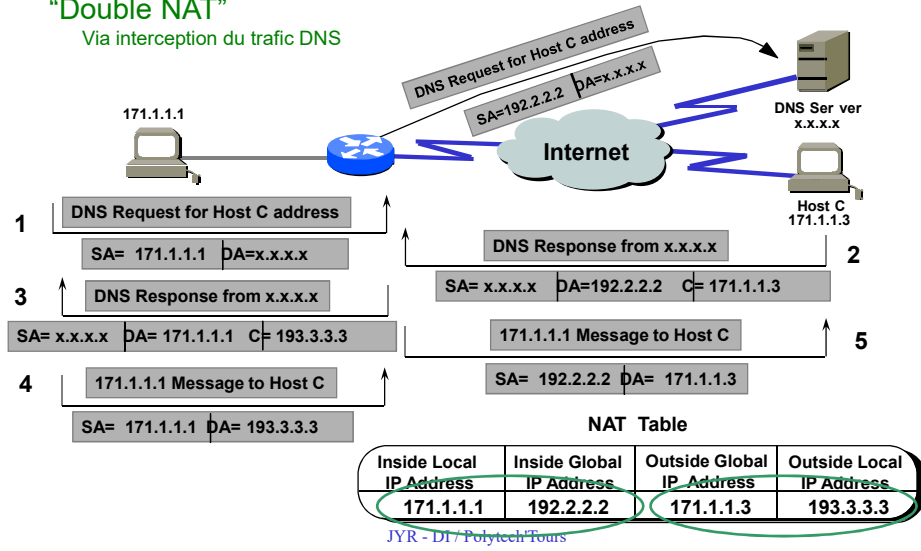 “Double NAT”
Via interception du trafic DNS
DNS Request for Host C address
SA=192.2.2.2 DA=x.x.x.x
171.1.1.1
DNS Ser ver
x.x.x.x
Internet
Host C
171.1.1.3
1
DNS Request for Host C address
SA= 171.1.1.1 DA=x.x.x.x
DNS Response from x.x.x.x
2
SA= x.x.x.x DA=192.2.2.2 C= 171.1.1.3
3
DNS Response from x.x.x.x
SA= x.x.x.x DA= 171.1.1.1 C= 193.3.3.3
171.1.1.1 Message to Host C
5
SA= 192.2.2.2 DA= 171.1.1.3
4
171.1.1.1 Message to Host C
SA= 171.1.1.1 DA= 193.3.3.3
NAT Table
Inside Local Inside Global Outside Global Outside Local
IP Address IP Address IP Address IP Address
171.1.1.1 192.2.2.2 171.1.1.3 193.3.3.3
JYR - DI / Polytech'Tours